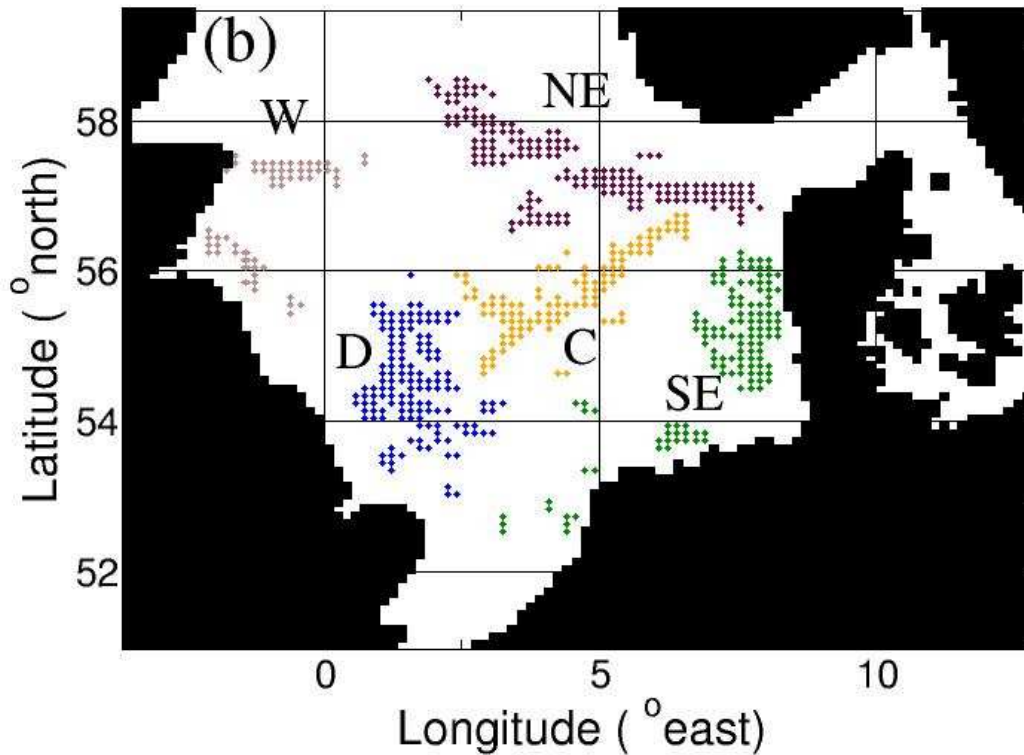 (b)
NE
W
58
56
D
C
SE
54
52
0
5
10
Latitude ( °north)
Longitude ( °east)